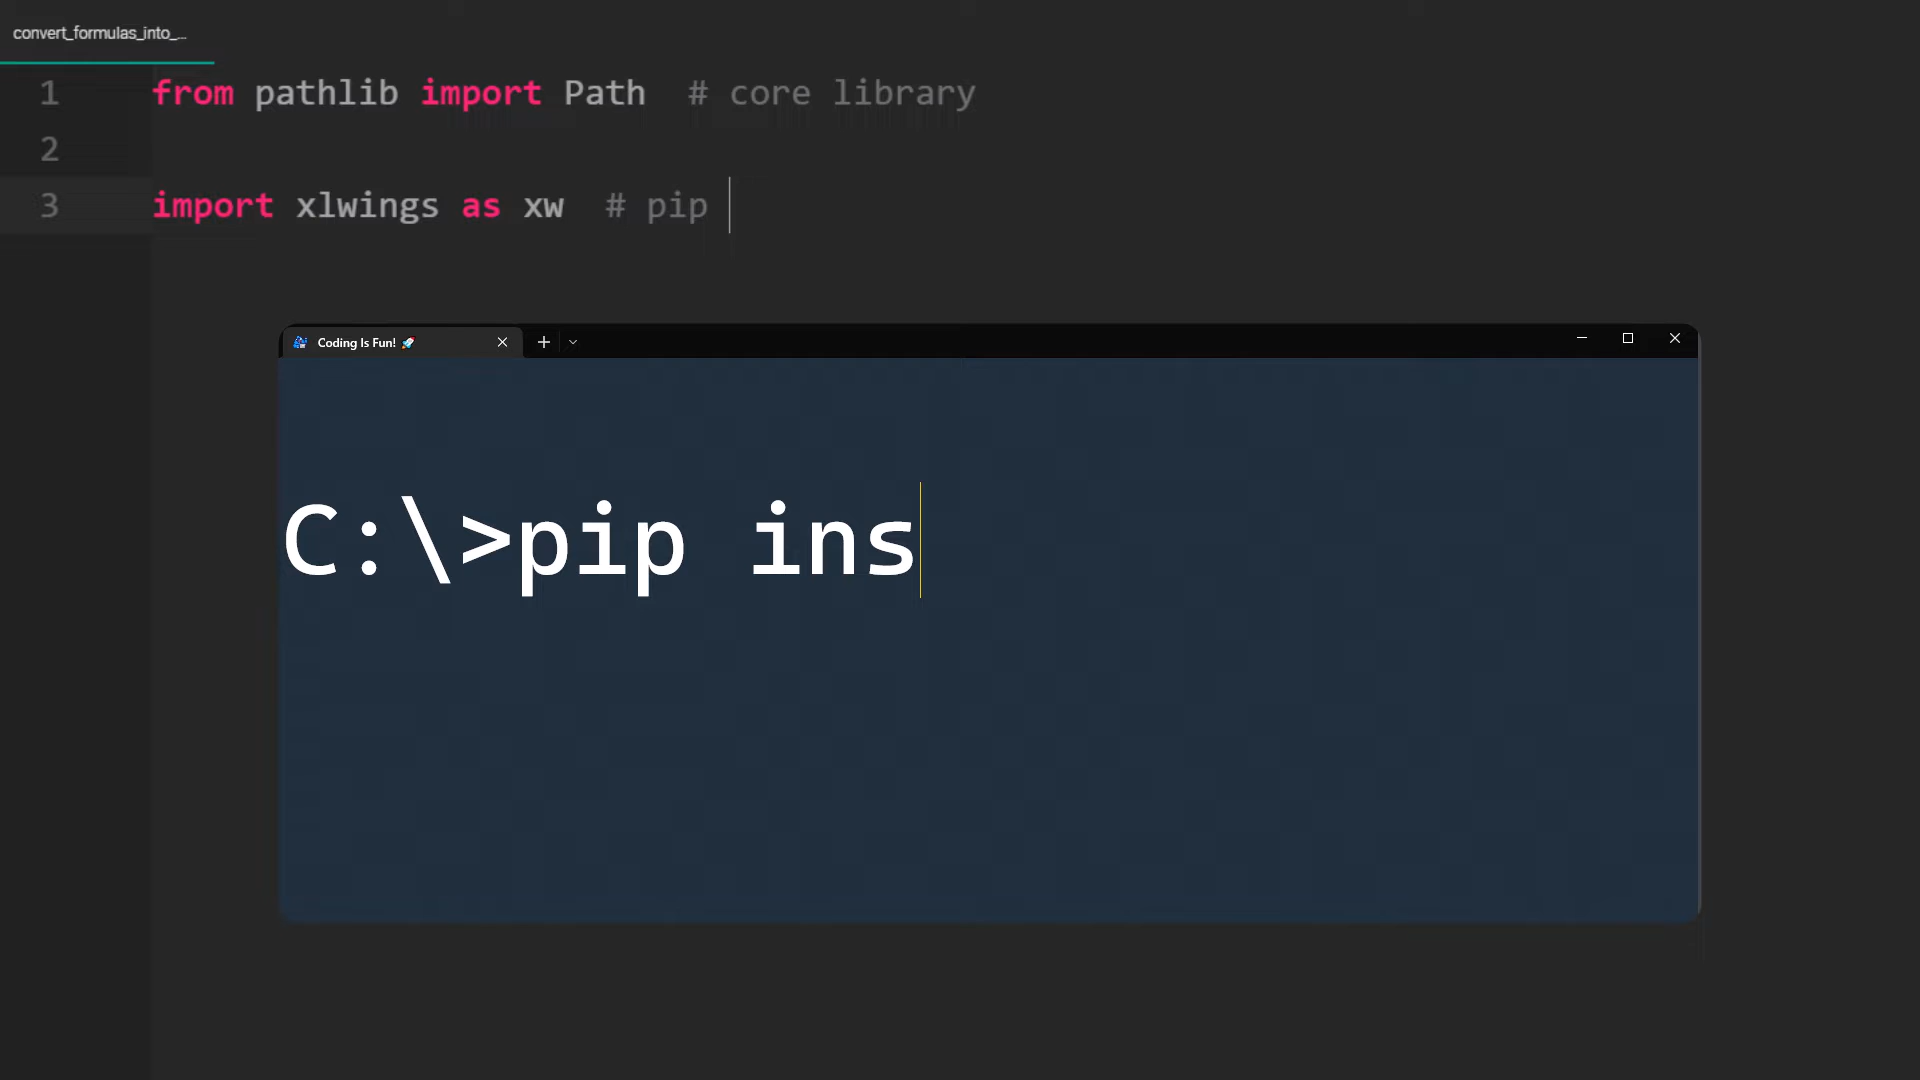 convert_formulas_into_...
1 from pathlib import Path # core library
2
3 import xlwings as xw # pip
Coding Is Fun! 🚀
C:\>pip ins